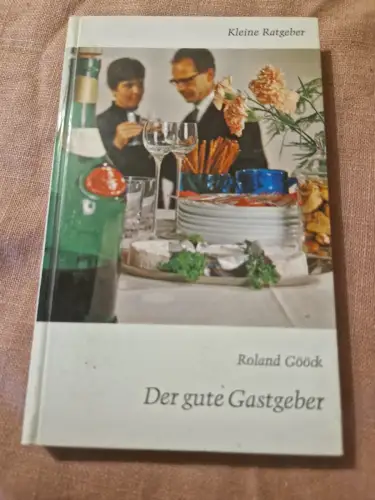 Kleine Ratgeber
Roland Gööck
Der gute Gastgeber